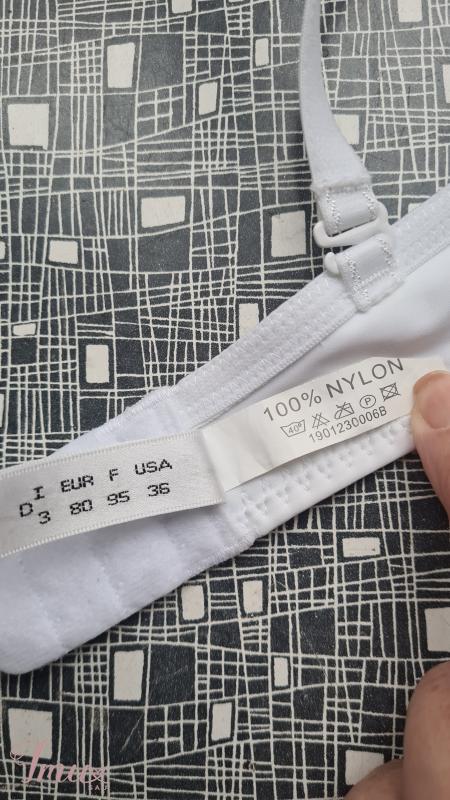 D I EUR F USA
3 80 95 36
100% NYLON
40°
P
1901230006B